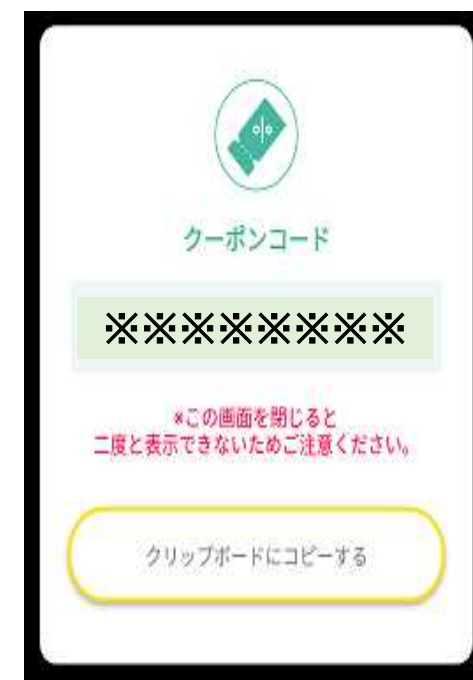 クーポンコード
※※※※※※※※
※この画面を閉じると
二度と表示できないためご注意ください。
クリップボードにコピーする